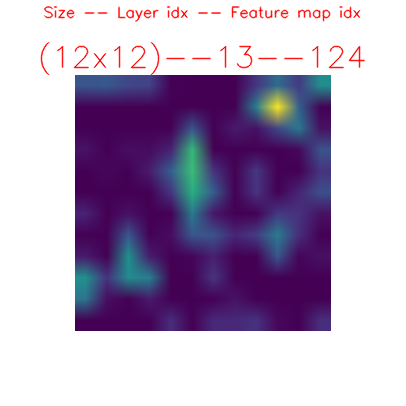 Size -- Layer idx -- Feature map idx
(12x12)--13--124